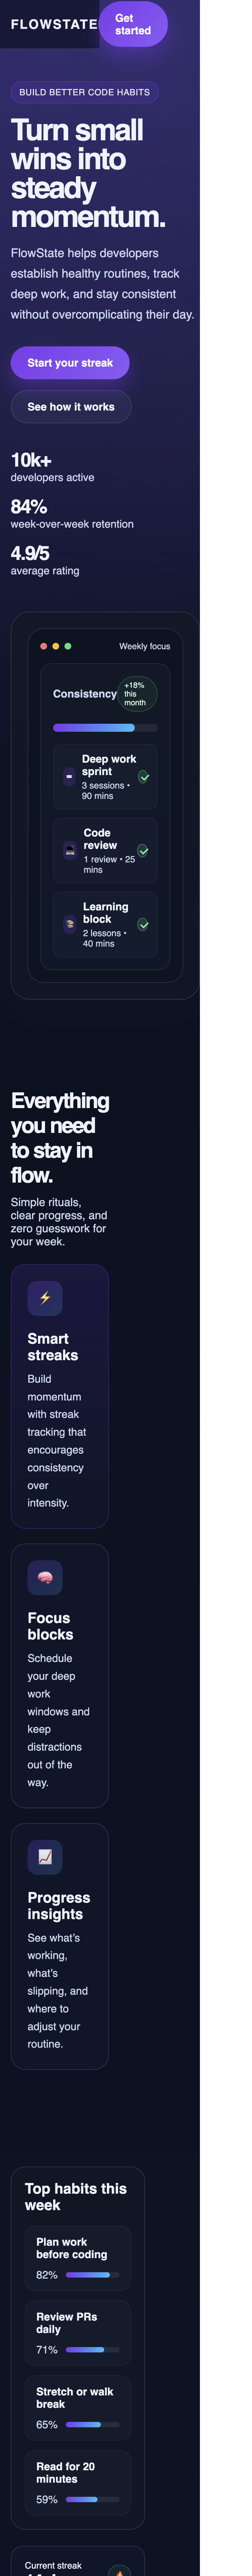 FLOWSTATE
Get
started
BUILD BETTER CODE HABITS
Turn small
wins into
steady
momentum.
FlowState helps developers
establish healthy routines, track
deep work, and stay consistent
without overcomplicating their day.
Start your streak
See how it works
10k+
developers active
84%
week-over-week retention
4.9/5
average rating
Weekly focus
Consistency
+18%
this
month
Deep work
sprint
3 sessions •
90 mins
Code
review
1 review • 25
mins
Learning
block
2 lessons •
40 mins
Everything
you need
to stay in
flow.
Simple rituals,
clear progress, and
zero guesswork for
your week.
Smart
streaks
Build
momentum
with streak
tracking that
encourages
consistency
over
intensity.
Focus
blocks
Schedule
your deep
work
windows and
keep
distractions
out of the
way.
Progress
insights
See what's
working,
what's
slipping, and
where to
adjust your
routine.
Top habits this
week
Plan work
before coding
82%
Review PRs
daily
71%
Stretch or walk
break
65%
Read for 20
minutes
59%
Current streak